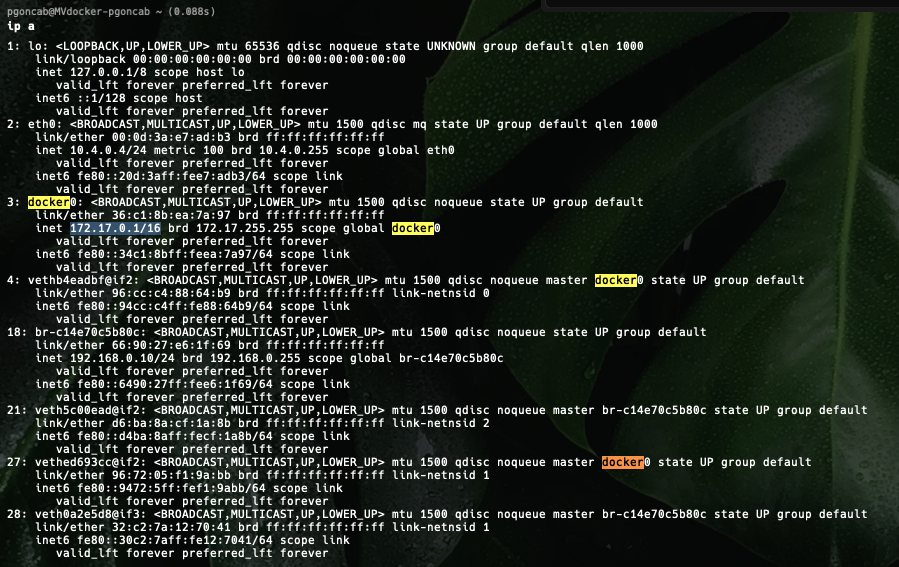 pgoncab@MVdocker-pgoncab ~ (0.088s)
ip a
1: lo: <LOOPBACK,UP,LOWER_UP> mtu 65536 qdisc noqueue state UNKNOWN group default qlen 1000
link/loopback 00:00:00:00:00:00 brd 00:00:00:00:00:00
inet 127.0.0.1/8 scope host lo
valid_lft forever preferred_lft forever
inet6 ::1/128 scope host
valid_lft forever preferred_lft forever
2: eth0: <BROADCAST,MULTICAST,UP,LOWER_UP> mtu 1500 qdisc mq state UP group default qlen 1000
link/ether 00:0d:3a:e7:ad:b3 brd ff:ff:ff:ff:ff:ff
inet 10.4.0.4/24 metric 100 brd 10.4.0.255 scope global eth0
valid_lft forever preferred_lft forever
inet6 fe80::20d:3aff:fee7:adb3/64 scope link
valid_lft forever preferred_lft forever
3: docker0: <BROADCAST,MULTICAST,UP,LOWER_UP> mtu 1500 qdisc noqueue state UP group default
link/ether 36:c1:8b:ea:7a:97 brd ff:ff:ff:ff:ff:ff
inet 172.17.0.1/16 brd 172.17.255.255 scope global docker0
valid_lft forever preferred_lft forever
inet6 fe80::34c1:8bff:feea:7a97/64 scope link
valid_lft forever preferred_lft forever
4: vethb4eadbf@if2: <BROADCAST,MULTICAST,UP,LOWER_UP> mtu 1500 qdisc noqueue master docker0 state UP group default
link/ether 96:cc:c4:88:64:b9 brd ff:ff:ff:ff:ff:ff link-netnsid 0
inet6 fe80::94cc:c4ff:fe88:64b9/64 scope link
valid_lft forever preferred_lft forever
18: br-c14e70c5b80c: <BROADCAST,MULTICAST,UP,LOWER_UP> mtu 1500 qdisc noqueue state UP group default
link/ether 66:90:27:e6:1f:69 brd ff:ff:ff:ff:ff:ff
inet 192.168.0.10/24 brd 192.168.0.255 scope global br-c14e70c5b80c
valid_lft forever preferred_lft forever
inet6 fe80::6490:27ff:fee6:1f69/64 scope link
valid_lft forever preferred_lft forever
21: veth5c00ead@if2: <BROADCAST,MULTICAST,UP,LOWER_UP> mtu 1500 qdisc noqueue master br-c14e70c5b80c state UP group default
link/ether d6:ba:8a:cf:1a:8b brd ff:ff:ff:ff:ff:ff link-netnsid 2
inet6 fe80::d4ba:8aff:fecf:1a8b/64 scope link
valid_lft forever preferred_lft forever
27: vethed693cc@if2: <BROADCAST,MULTICAST,UP,LOWER_UP> mtu 1500 qdisc noqueue master docker0 state UP group default
link/ether 96:72:05:f1:9a:bb brd ff:ff:ff:ff:ff:ff link-netnsid 1
inet6 fe80::9472:5ff:fef1:9abb/64 scope link
valid_lft forever preferred_lft forever
28: veth0a2e5d8@if3: <BROADCAST,MULTICAST,UP,LOWER_UP> mtu 1500 qdisc noqueue master br-c14e70c5b80c state UP group default
link/ether 32:c2:7a:12:70:41 brd ff:ff:ff:ff:ff:ff link-netnsid 1
inet6 fe80::30c2:7aff:fe12:7041/64 scope link
valid_lft forever preferred_lft forever